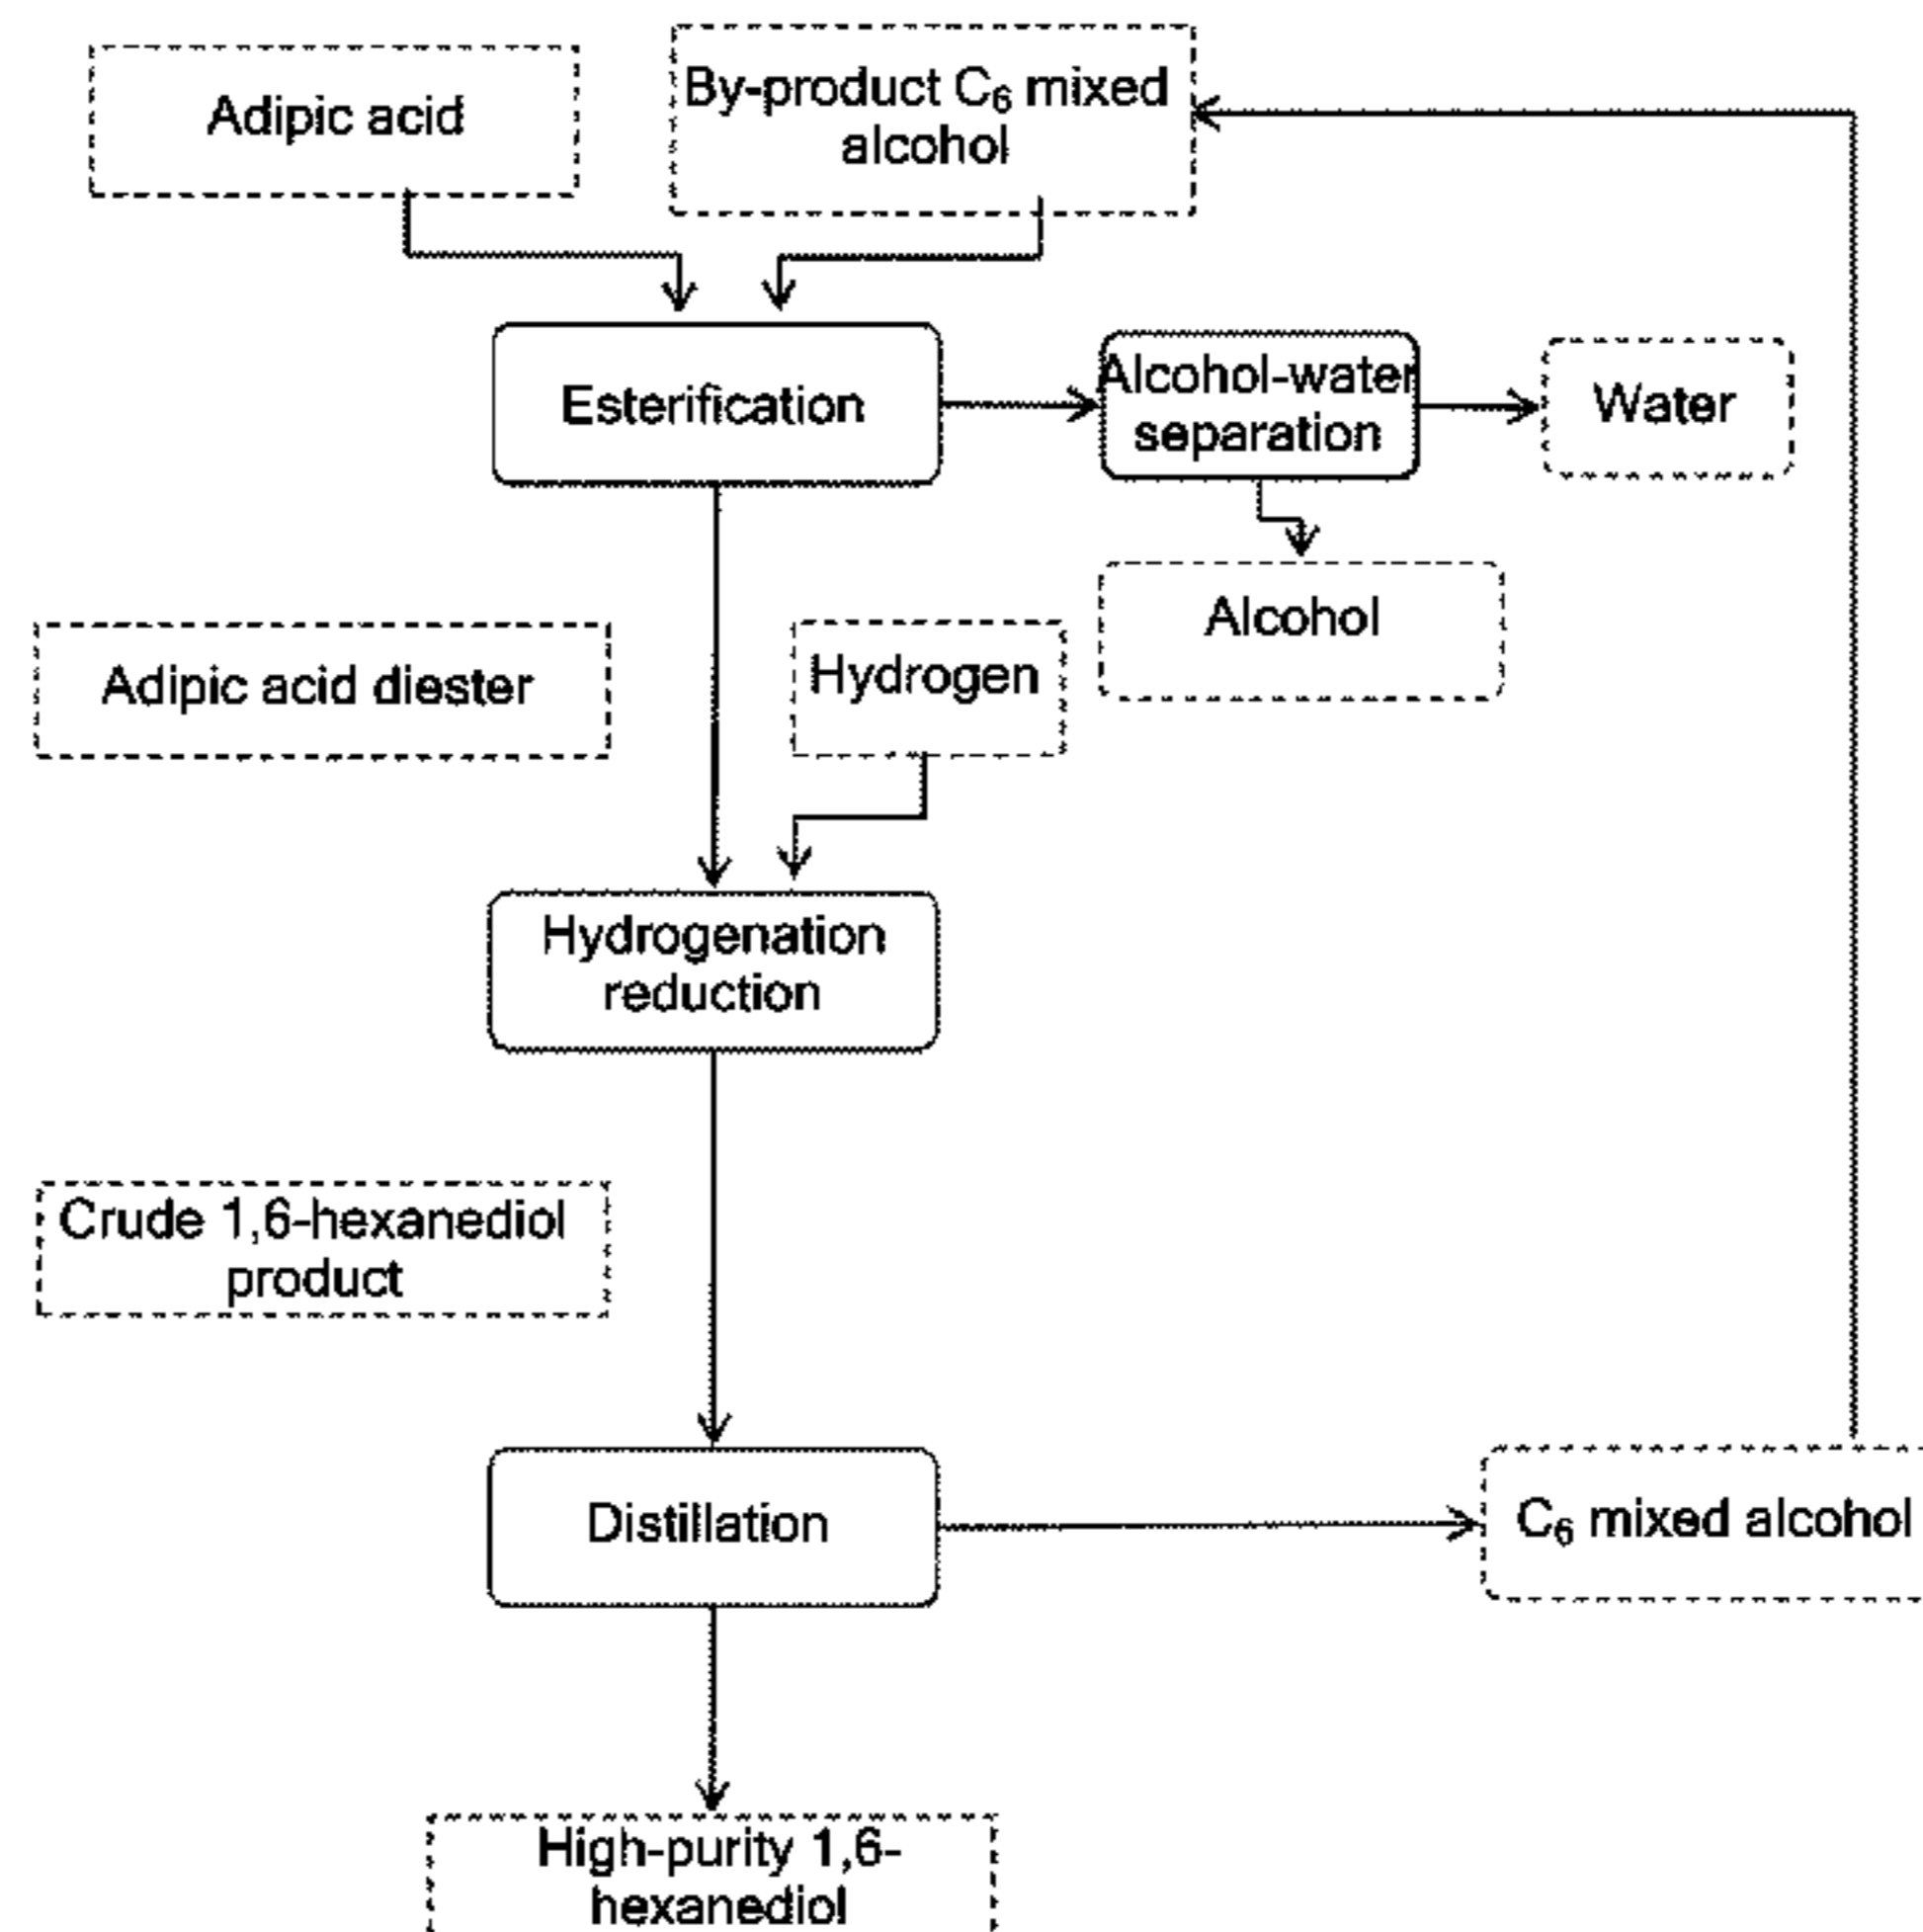 Adipic acid
By-product C₆ mixed
alcohol
Esterification
Alcohol-water
separation
Water
Alcohol
Adipic acid diester
Hydrogen
Hydrogenation
reduction
Crude 1,6-hexanediol
product
Distillation
C₆ mixed alcohol
High-purity 1,6-
hexanediol